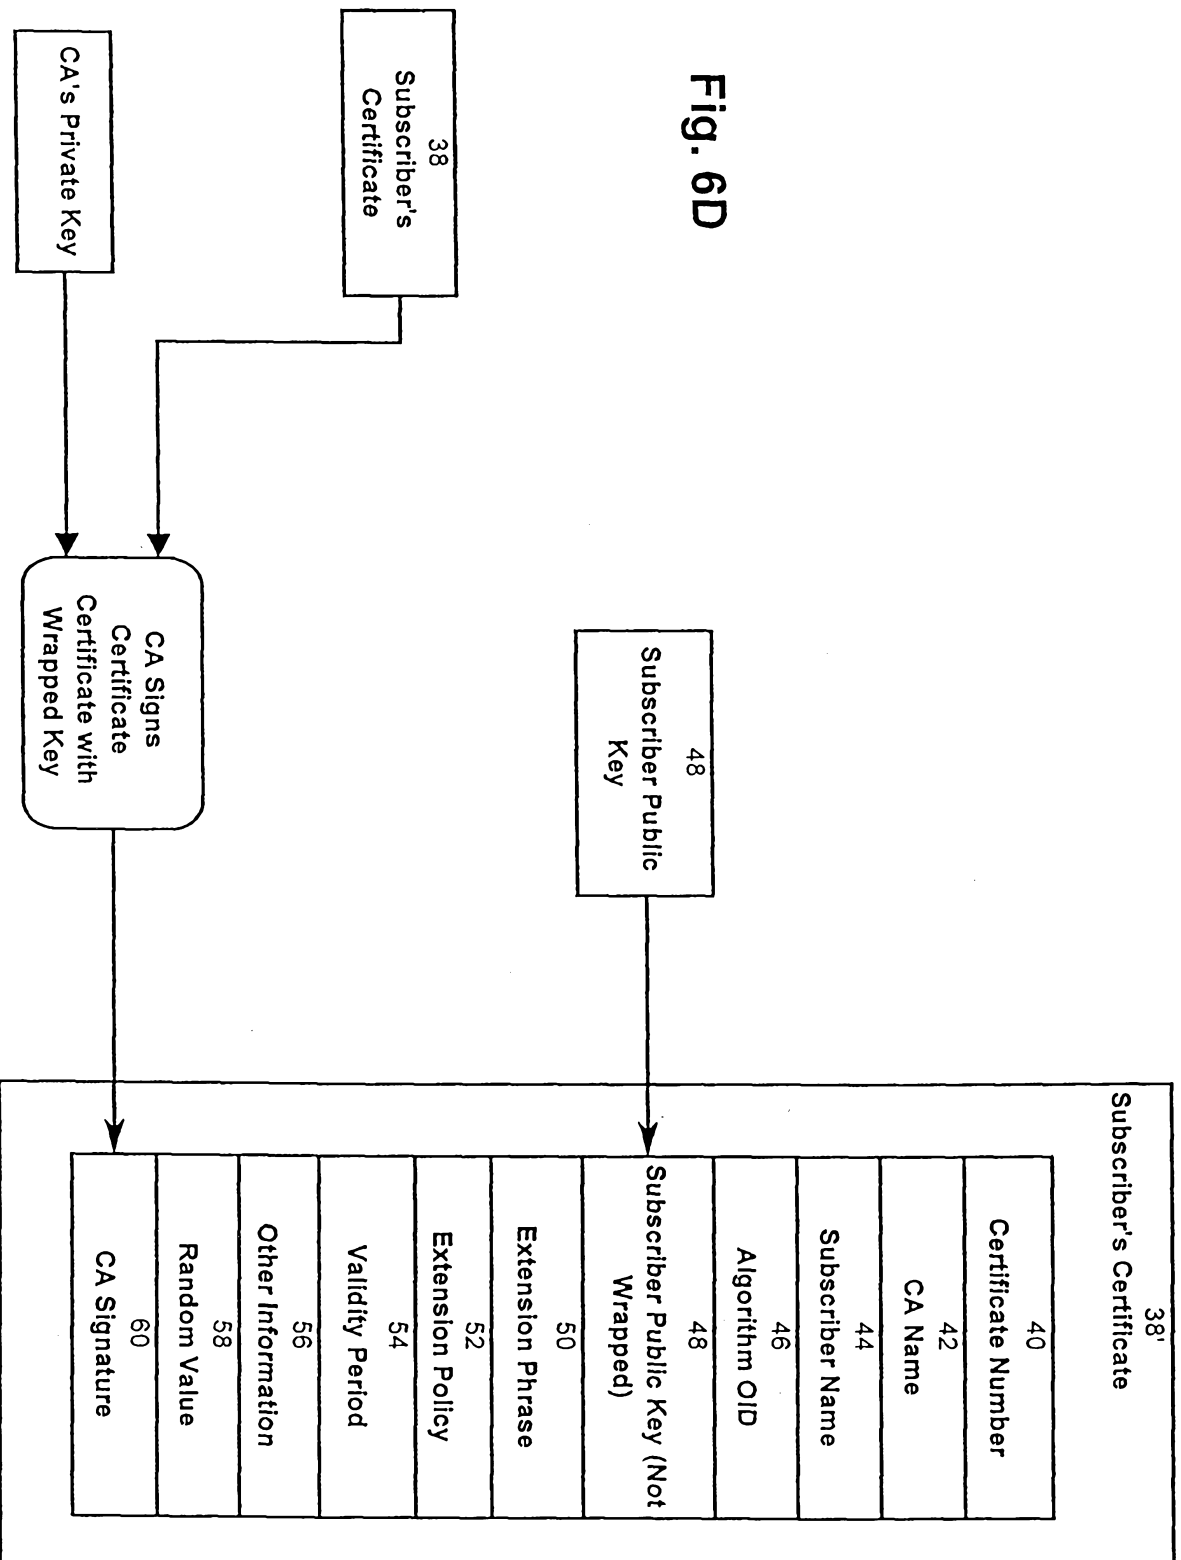 Fig. 6D
38
Subscriber's
Certificate
CA's Private Key
CA Signs
Certificate
Certificate with
Wrapped Key
48
Subscriber Public
Key
38'
Subscriber's Certificate
40
Certificate Number
42
CA Name
44
Subscriber Name
46
Algorithm OID
48
Subscriber Public Key (Not
Wrapped)
50
Extension Phrase
52
Extension Policy
54
Validity Period
56
Other Information
58
Random Value
60
CA Signature